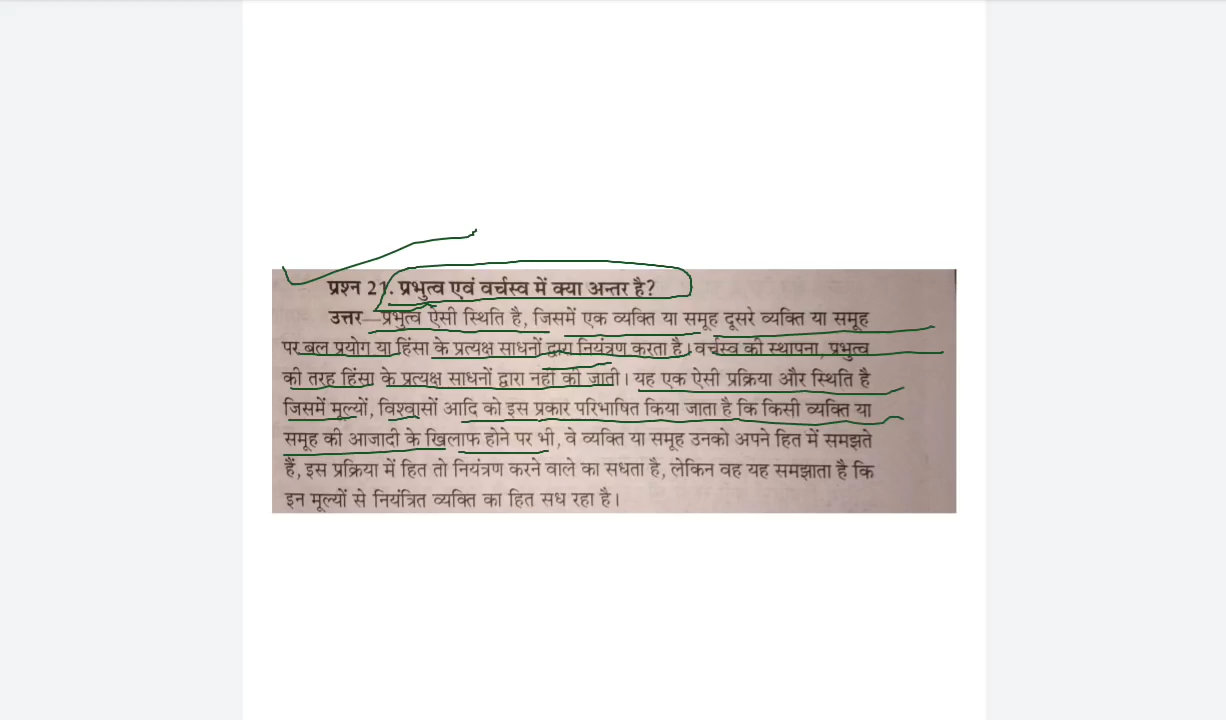 प्रश्न 21. प्रभुत्व एवं वर्चस्व में क्या अन्तर है?
उत्तर—प्रभुत्व ऐसी स्थिति है, जिसमें एक व्यक्ति या समूह दूसरे व्यक्ति या समूह
पर बल प्रयोग या हिंसा के प्रत्यक्ष साधनों द्वारा नियंत्रण करता है। वर्चस्व की स्थापना, प्रभुत्व
की तरह हिंसा के प्रत्यक्ष साधनों द्वारा नहीं की जाती। यह एक ऐसी प्रक्रिया और स्थिति है
जिसमें मूल्यों, विश्वासों आदि को इस प्रकार परिभाषित किया जाता है कि किसी व्यक्ति या
समूह की आजादी के खिलाफ होने पर भी, वे व्यक्ति या समूह उनको अपने हित में समझते
हैं, इस प्रक्रिया में हित तो नियंत्रण करने वाले का सधता है, लेकिन वह यह समझाता है कि
इन मूल्यों से नियंत्रित व्यक्ति का हित सध रहा है।